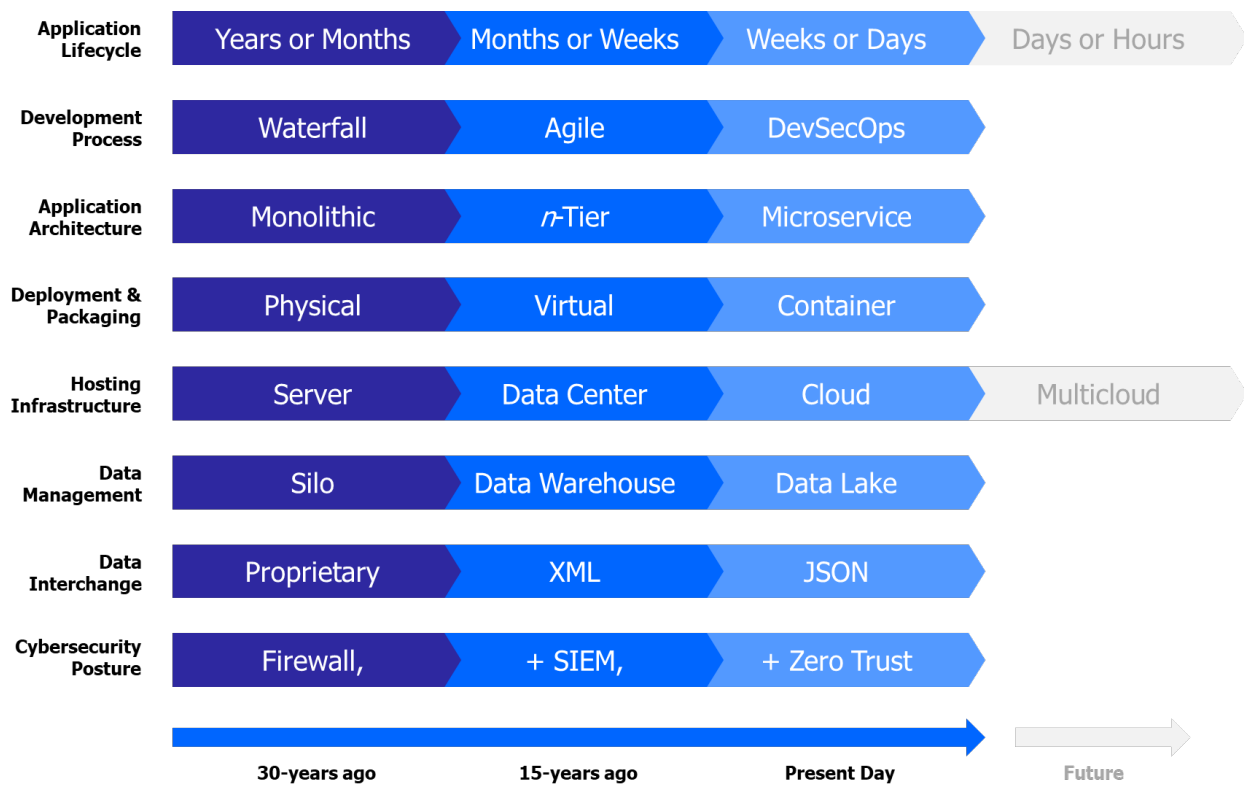 Application
Lifecycle
Years or Months
Months or Weeks
Weeks or Days
Days or Hours
Development
Process
Waterfall
Agile
DevSecOps
Application
Architecture
Monolithic
n-Tier
Microservice
Deployment &
Packaging
Physical
Virtual
Container
Hosting
Infrastructure
Server
Data Center
Cloud
Multicloud
Data
Management
Silo
Data Warehouse
Data Lake
Data
Interchange
Proprietary
XML
JSON
Cybersecurity
Posture
Firewall,
+ SIEM,
+ Zero Trust
30-years ago
15-years ago
Present Day
Future